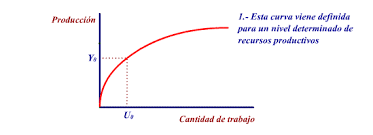 Producción
1.- Esta curva viene definida
para un nivel determinado de
recursos productivos
Y₀
U₀
Cantidad de trabajo